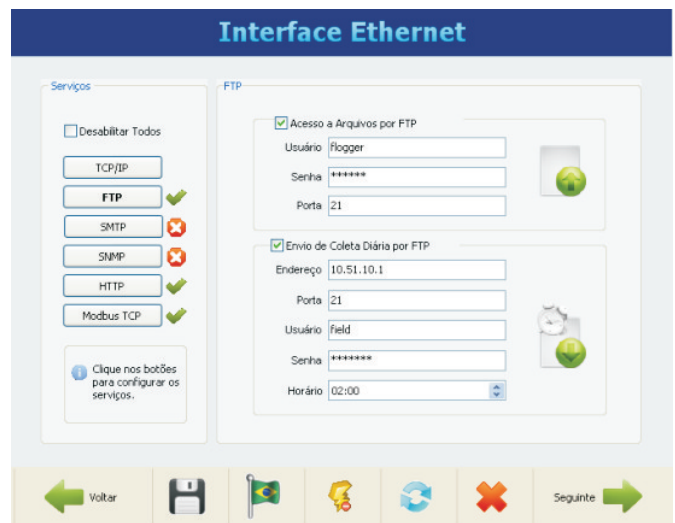 Interface Ethernet
Serviços
Desabilitar Todos
TCP/IP
FTP
SMTP
SNMP
HTTP
Modbus TCP
Clique nos botões
para configurar os
serviços.
FTP
Acesso a Arquivos por FTP
Usuário flogger
Senha ******
Porta 21
Envio de Coleta Diária por FTP
Endereço 10.51.10.1
Porta 21
Usuário field
Senha *******
Horário 02:00
Voltar
Seguinte